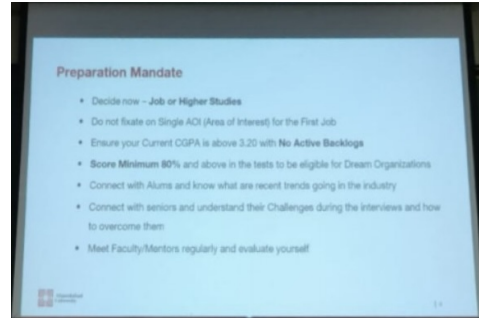 Preparation Mandate
• Decide now – Job or Higher Studies
• Do not fixate on Single AOI (Area of Interest) for the First Job
• Ensure your Current CGPA is above 3.20 with No Active Backlogs
• Score Minimum 80% and above in the tests to be eligible for Dream Organizations
• Connect with Alums and know what are recent trends going in the industry
• Connect with seniors and understand their Challenges during the interviews and how
to overcome them
• Meet Faculty/Mentors regularly and evaluate yourself